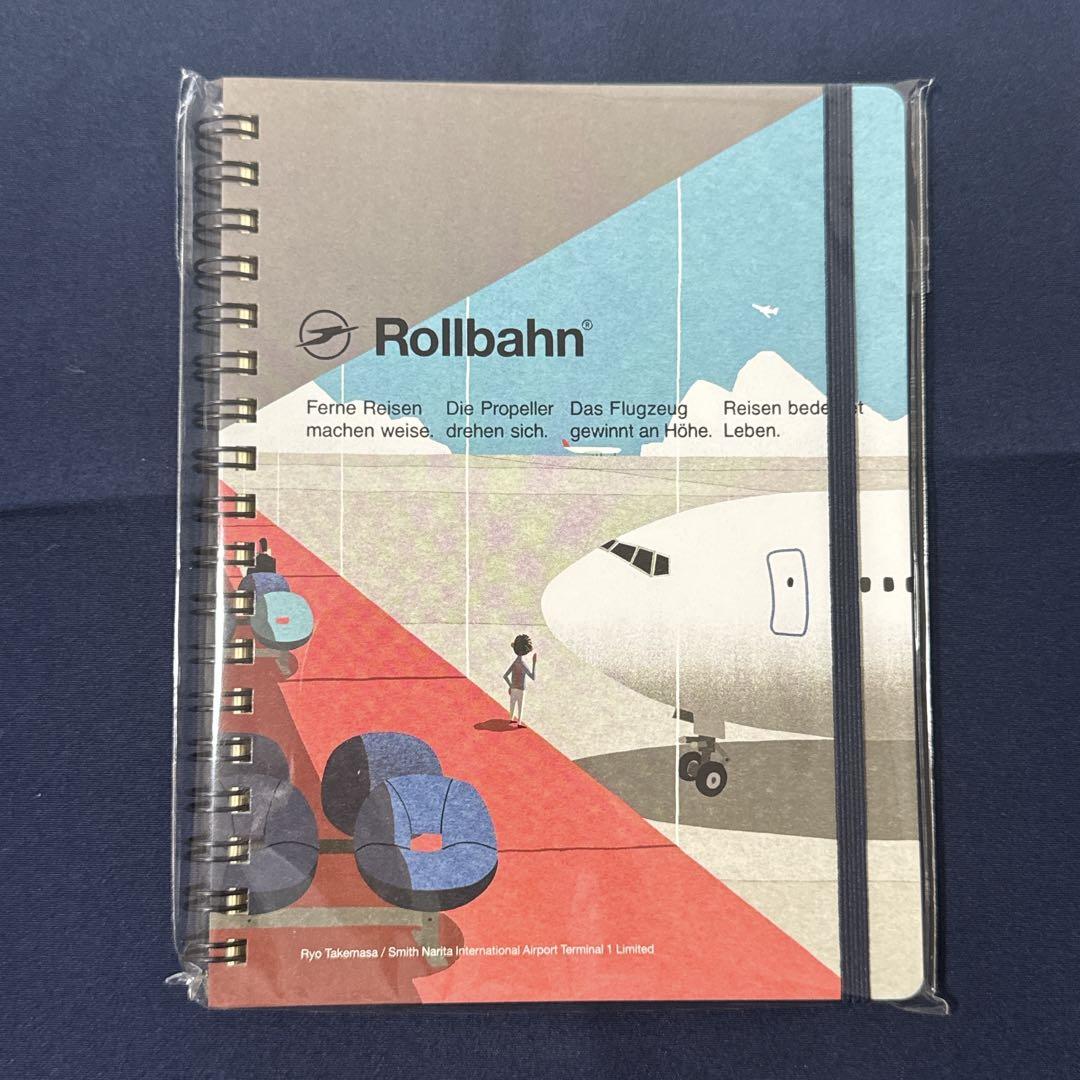 Rollbahn®
Ferne Reisen machen weise.
Die Propeller drehen sich.
Das Flugzeug gewinnt an Höhe.
Reisen Leben.
Ryo Takemasa / Smith Narita International Airport Terminal 1 Limited